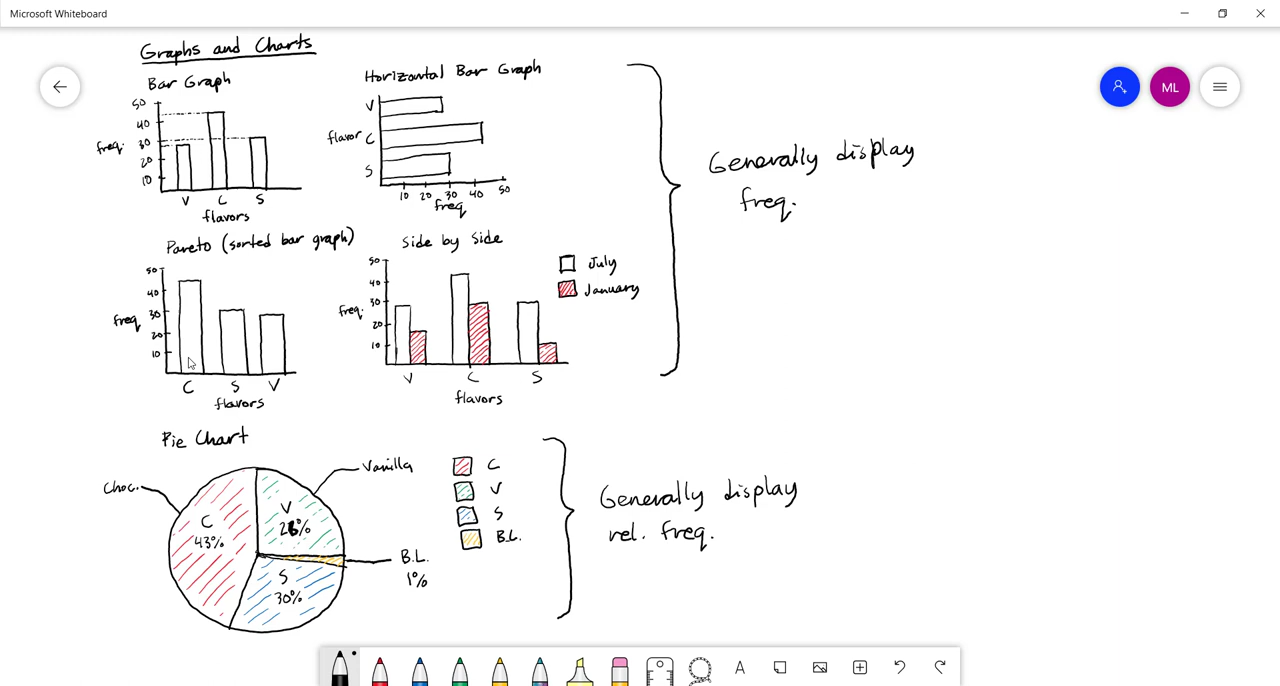 Microsoft Whiteboard
ML
Graphs and Charts
Bar Graph
50
40
30
20
10
freq.
V C S
flavors
Horizontal Bar Graph
V
flavor C
S
10 20 30 40 50
freq
Generally display
freq.
Pareto (sorted bar graph)
50
40
30
20
10
freq
C S V
flavors
Side by Side
50
40
30
20
10
freq.
V C S
flavors
July
January
Pie Chart
Choc.
Vanilla
C
43%
V
26%
S
30%
B.L.
1%
C
V
S
B.L.
Generally display
rel. freq.
A